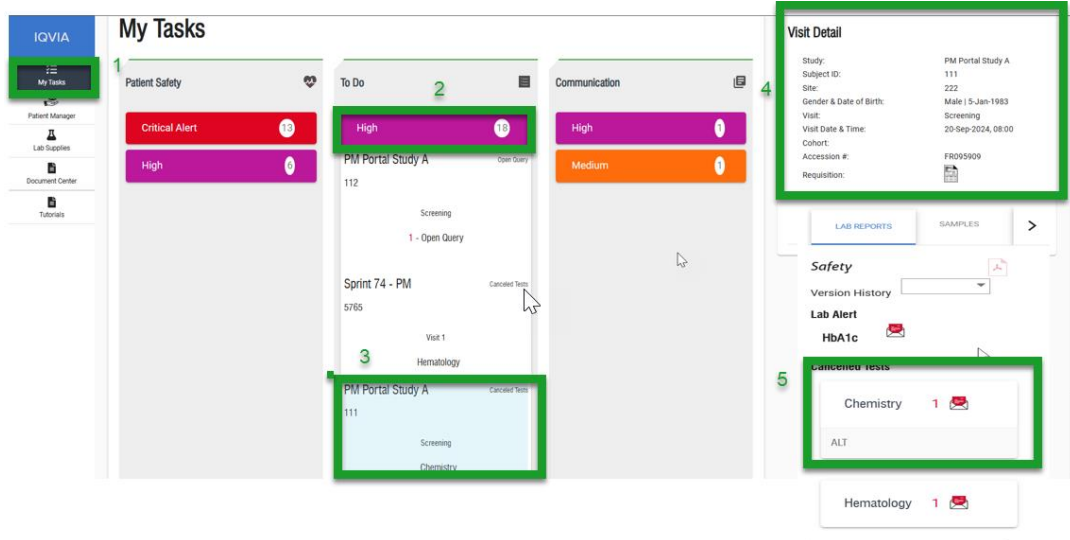 IQVIA
My Tasks
Patient Manager
Lab Supplies
Document Center
Tutorials
My Tasks
1
Patient Safety
Critical Alert 13
High 6
To Do
2
High 18
PM Portal Study A Open Query
112
Screening
1 - Open Query
Sprint 74 - PM Canceled Tests
5765
Visit 1
3
Hematology
PM Portal Study A Canceled Tests
111
Screening
Chemistry
Communication
High 1
Medium 1
4
Visit Detail
Study: PM Portal Study A
Subject ID: 111
Site: 222
Gender & Date of Birth: Male | 5-Jan-1983
Visit: Screening
Visit Date & Time: 20-Sep-2024, 08:00
Cohort:
Accession #: FR095909
Requisition:
LAB REPORTS SAMPLES >
Safety
Version History
Lab Alert
HbA1c
Cancelled Tests
5
Chemistry 1
ALT
Hematology 1